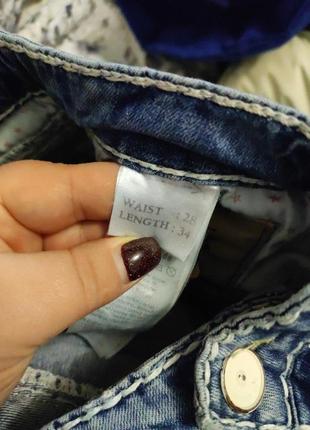 WAIST : 28
LENGTH : 34